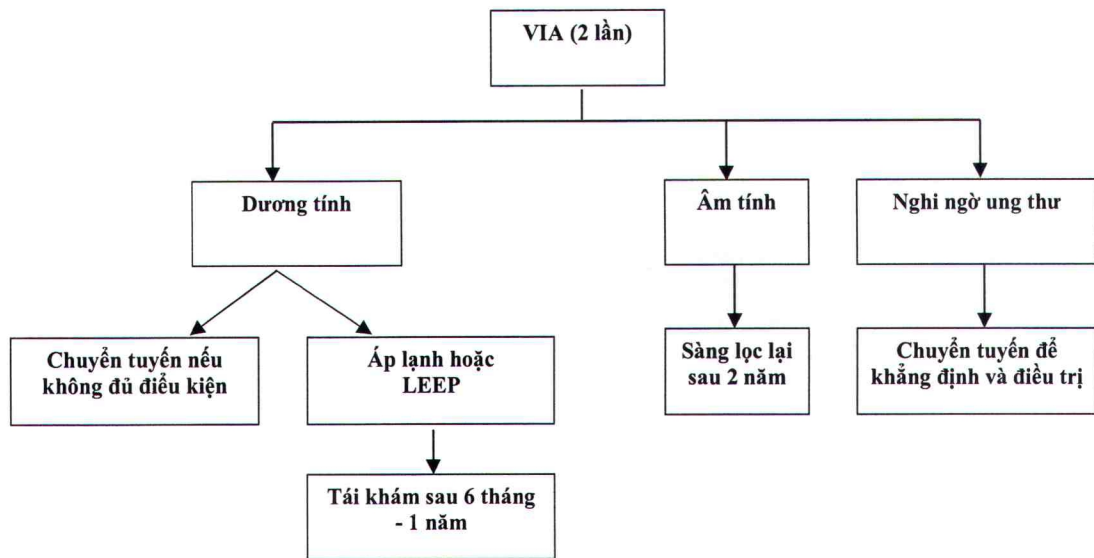 VIA (2 lần)
Dương tính
Âm tính
Nghi ngờ ung thư
Chuyển tuyến nếu
không đủ điểu kiện
Áp lạnh hoặc
LEEP
Sàng lọc lại
sau 2 năm
Chuyển tuyến để
khẳng định và điều trị
Tái khám sau 6 tháng
- 1 năm